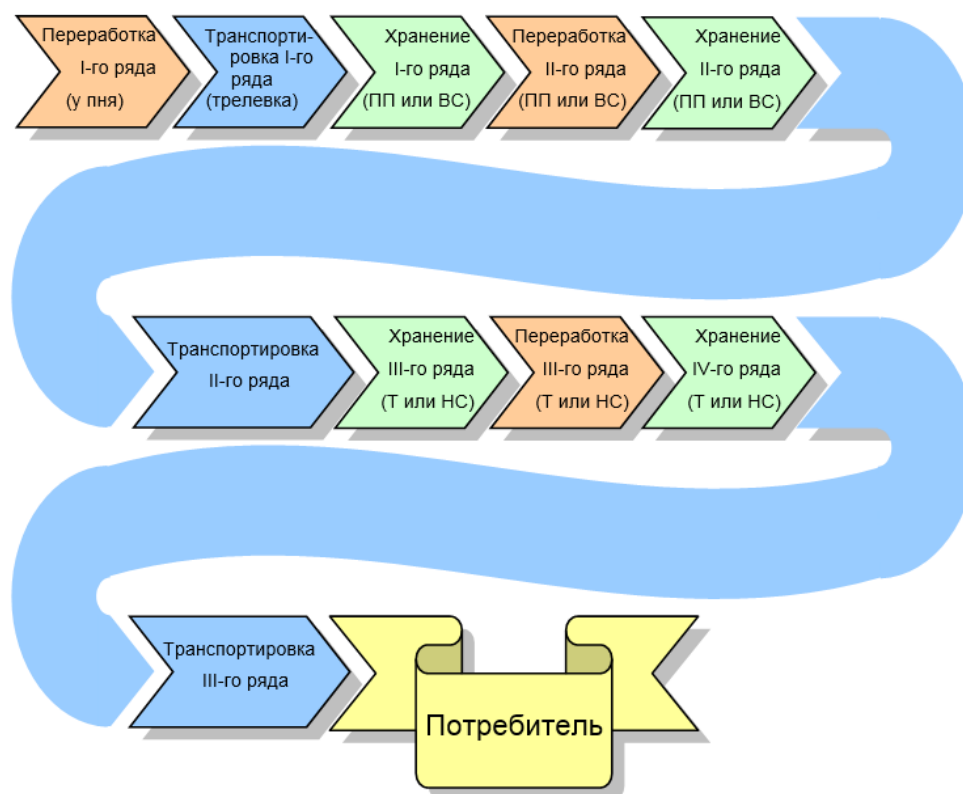 Переработка
I-го ряда
(у пня)
Транспорти-
ровка I-го
ряда
(трелевка)
Хранение
I-го ряда
(ПП или ВС)
Переработка
II-го ряда
(ПП или ВС)
Хранение
II-го ряда
(ПП или ВС)
Транспортировка
II-го ряда
Хранение
III-го ряда
(Т или НС)
Переработка
III-го ряда
(Т или НС)
Хранение
IV-го ряда
(Т или НС)
Транспортировка
III-го ряда
Потребитель